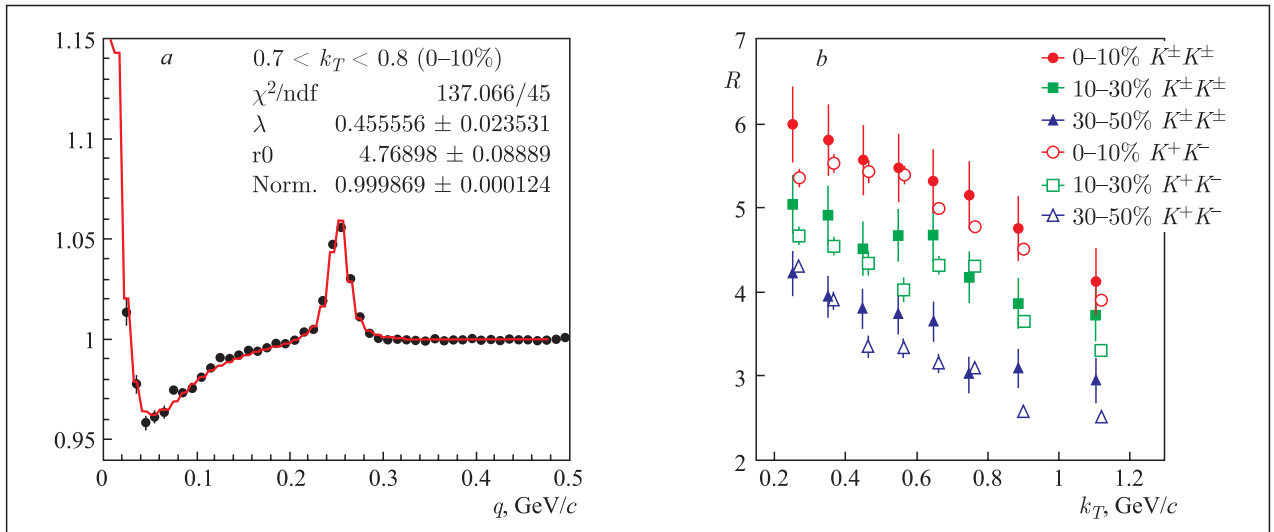 a
0.7 < k_T < 0.8 (0–10%)
χ²/ndf 137.066/45
λ 0.455556 ± 0.023531
r0 4.76898 ± 0.08889
Norm. 0.999869 ± 0.000124
1.15
1.10
1.05
1
0.95
0 0.1 0.2 0.3 0.4 0.5
q, GeV/c
b
R
7
6
5
4
3
2
0–10% K±K±
10–30% K±K±
30–50% K±K±
0–10% K⁺K⁻
10–30% K⁺K⁻
30–50% K⁺K⁻
0.2 0.4 0.6 0.8 1 1.2
k_T, GeV/c